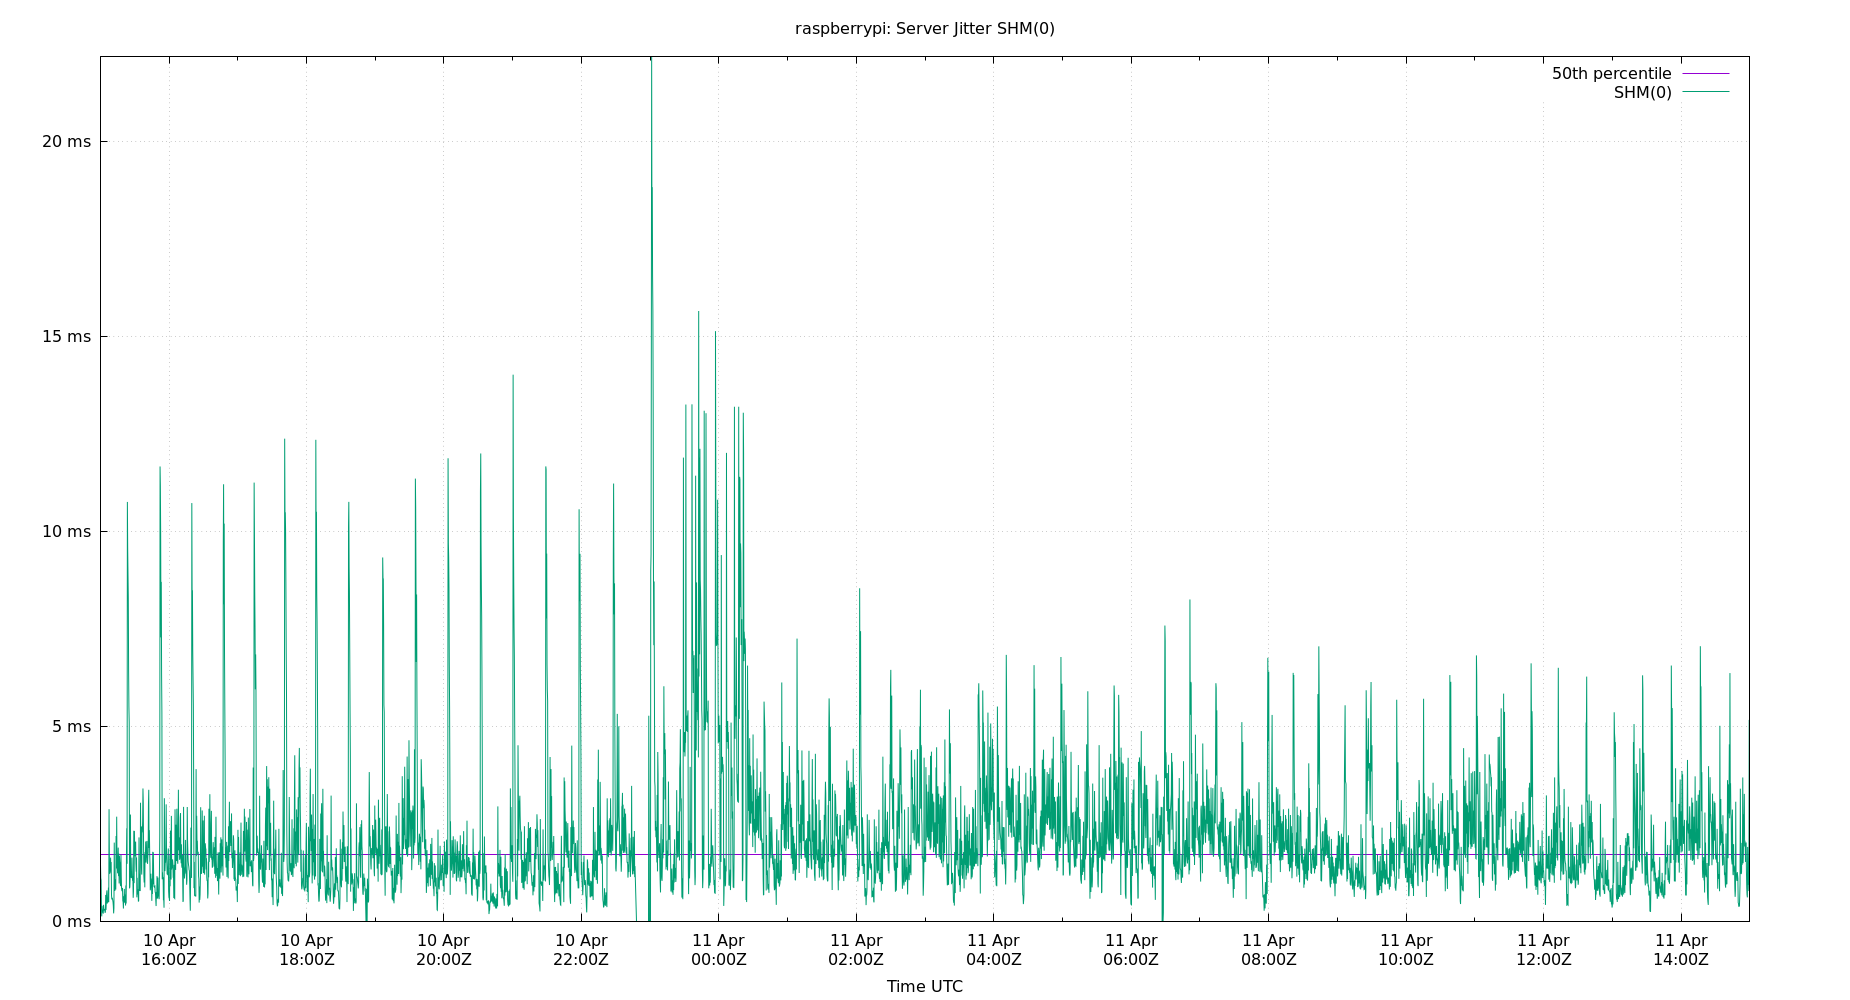 raspberrypi: Server Jitter SHM(0)
50th percentile
SHM(0)
20 ms
15 ms
10 ms
5 ms
0 ms
10 Apr 10 Apr 10 Apr 10 Apr 11 Apr 11 Apr 11 Apr 11 Apr 11 Apr 11 Apr 11 Apr 11 Apr
16:00Z 18:00Z 20:00Z 22:00Z 00:00Z 02:00Z 04:00Z 06:00Z 08:00Z 10:00Z 12:00Z 14:00Z
Time UTC